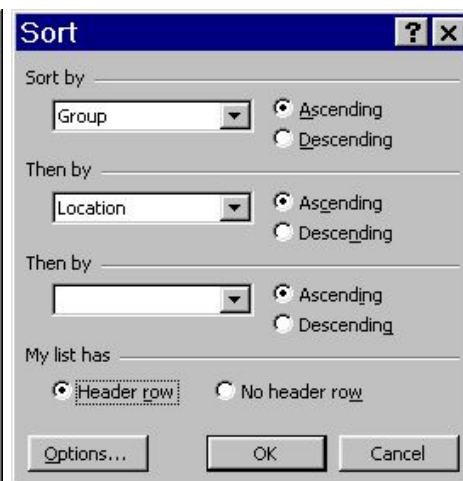 Sort
Sort by
Group
Ascending
Descending
Then by
Location
Ascending
Descending
Then by
Ascending
Descending
My list has
Header row
No header row
Options...
OK
Cancel